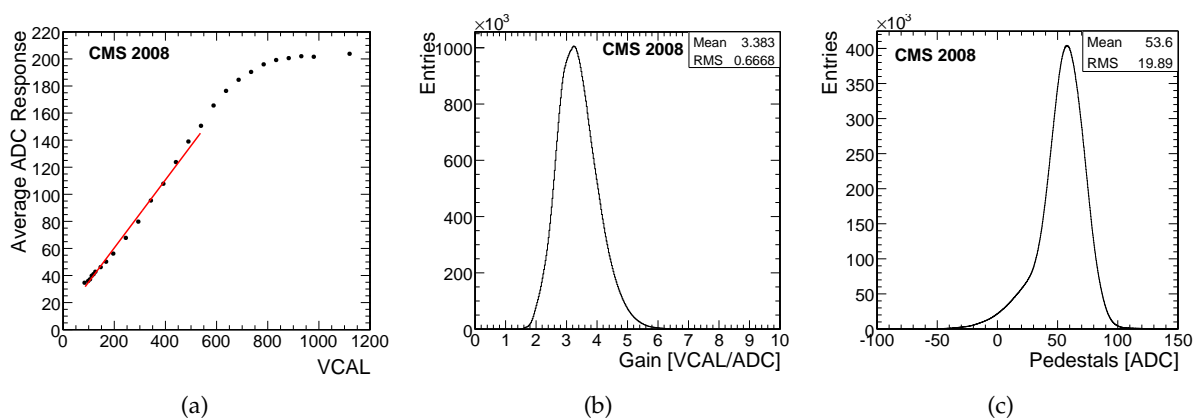 CMS 2008
Average ADC Response
220
200
180
160
140
120
100
80
60
40
20
0
0 200 400 600 800 1000 1200
VCAL
(a)
×10³
Entries
CMS 2008
Mean 3.383
RMS 0.6668
1000
800
600
400
200
0
0 1 2 3 4 5 6 7 8 9 10
Gain [VCAL/ADC]
(b)
×10³
Entries
CMS 2008
Mean 53.6
RMS 19.89
400
350
300
250
200
150
100
50
0
-100 -50 0 50 100 150
Pedestals [ADC]
(c)